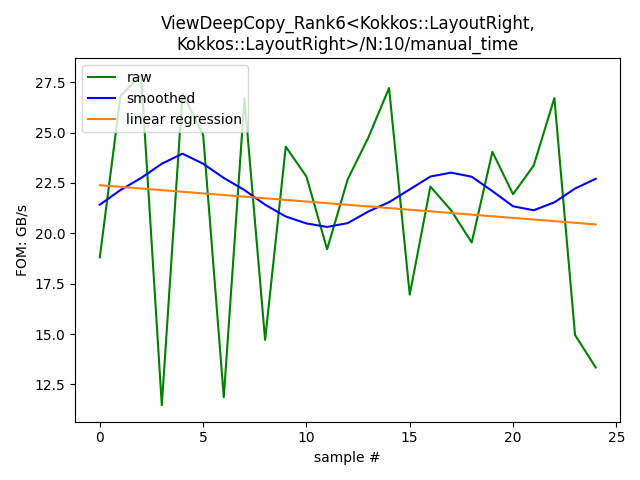 ViewDeepCopy_Rank6<Kokkos::LayoutRight,
Kokkos::LayoutRight>/N:10/manual_time
raw
smoothed
linear regression
27.5
25.0
22.5
20.0
17.5
15.0
12.5
FOM: GB/s
0
5
10
15
20
25
sample #